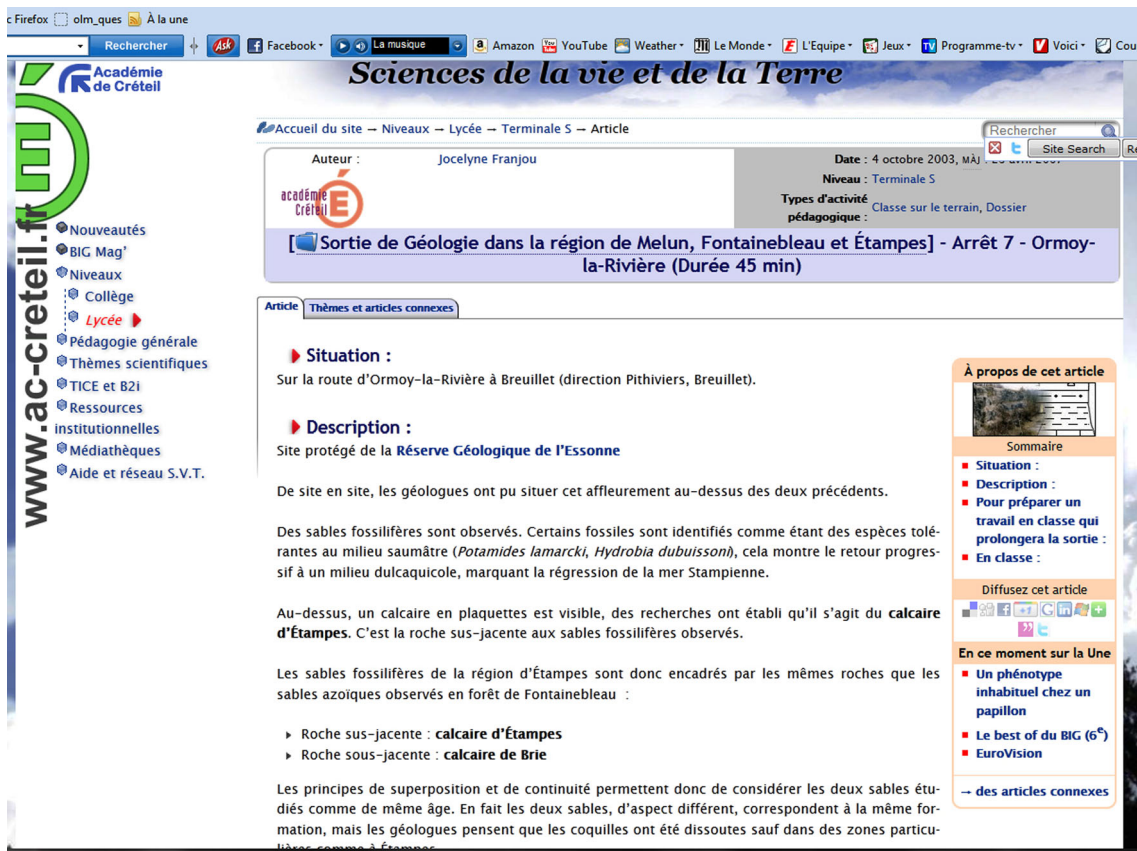 c Firefox olm_ques À la une
Rechercher Ask Facebook La musique Amazon YouTube Weather Le Monde L'Equipe Jeux Programme-tv Voici Cou
Académie
de Créteil
Sciences de la vie et de la Terre
www.ac-creteil.fr
Accueil du site → Niveaux → Lycée → Terminale S → Article
Rechercher
Site Search
Auteur : Jocelyne Franjou
académie
Créteil
Date : 4 octobre 2003, MÀJ
Niveau : Terminale S
Types d'activité
pédagogique : Classe sur le terrain, Dossier
[Sortie de Géologie dans la région de Melun, Fontainebleau et Étampes] - Arrêt 7 - Ormoy-
la-Rivière (Durée 45 min)
Nouveautés
BIG Mag'
Niveaux
Collège
Lycée
Pédagogie générale
Thèmes scientifiques
TICE et B2i
Ressources
institutionnelles
Médiathèques
Aide et réseau S.V.T.
Article Thèmes et articles connexes
Situation :
Sur la route d'Ormoy-la-Rivière à Breuillet (direction Pithiviers, Breuillet).
Description :
Site protégé de la Réserve Géologique de l'Essonne
De site en site, les géologues ont pu situer cet affleurement au-dessus des deux précédents.
Des sables fossilifères sont observés. Certains fossiles sont identifiés comme étant des espèces tolé-
rantes au milieu saumâtre (Potamides lamarcki, Hydrobia dubuissoni), cela montre le retour progres-
sif à un milieu dulcaquicole, marquant la régression de la mer Stampienne.
Au-dessus, un calcaire en plaquettes est visible, des recherches ont établi qu'il s'agit du calcaire
d'Étampes. C'est la roche sus-jacente aux sables fossilifères observés.
Les sables fossilifères de la région d'Étampes sont donc encadrés par les mêmes roches que les
sables azoïques observés en forêt de Fontainebleau :
Roche sus-jacente : calcaire d'Étampes
Roche sous-jacente : calcaire de Brie
Les principes de superposition et de continuité permettent donc de considérer les deux sables étu-
diés comme de même âge. En fait les deux sables, d'aspect différent, correspondent à la même for-
mation, mais les géologues pensent que les coquilles ont été dissoutes sauf dans des zones particu-
lières comme à Étampes
À propos de cet article
Sommaire
Situation :
Description :
Pour préparer un
travail en classe qui
prolongera la sortie :
En classe :
Diffusez cet article
En ce moment sur la Une
Un phénotype
inhabituel chez un
papillon
Le best of du BIG (6e)
EuroVision
→ des articles connexes